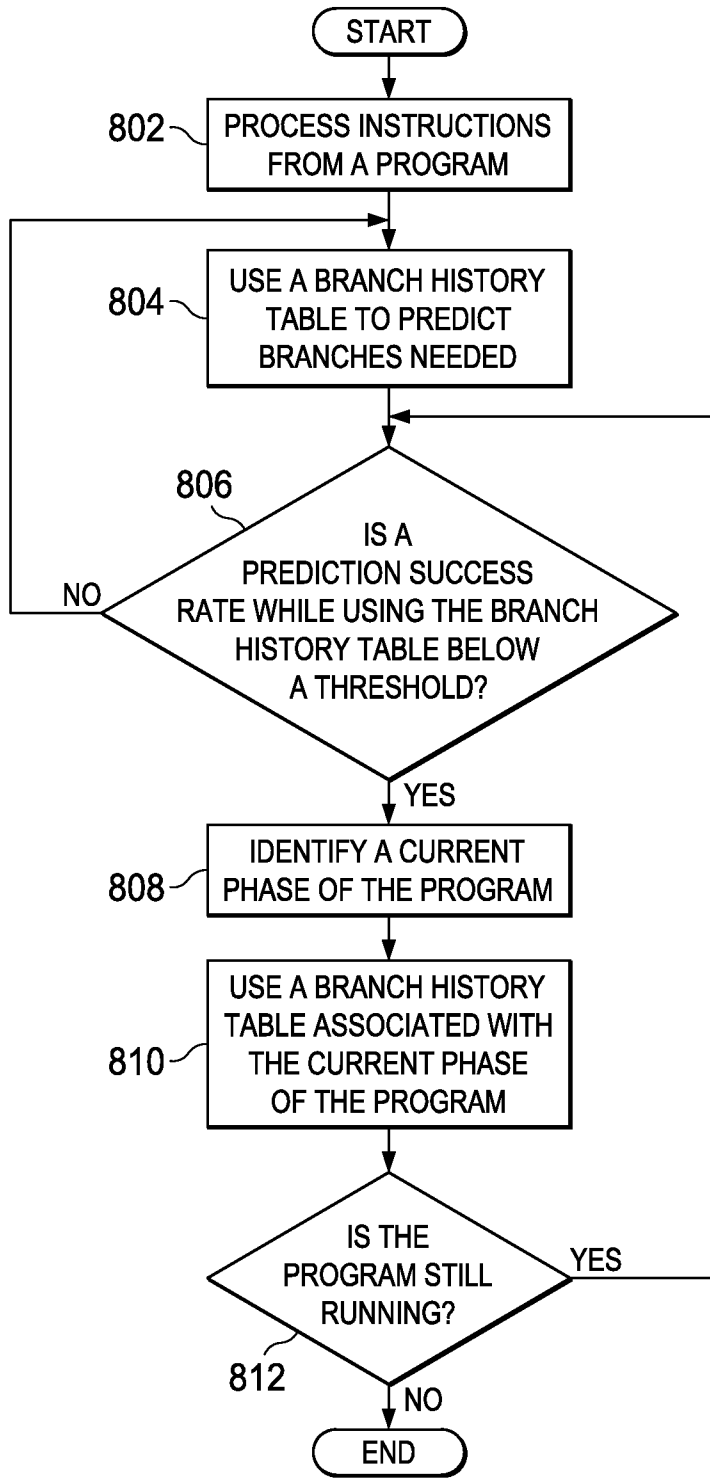 START
802
PROCESS INSTRUCTIONS
FROM A PROGRAM
804
USE A BRANCH HISTORY
TABLE TO PREDICT
BRANCHES NEEDED
806
IS A
PREDICTION SUCCESS
RATE WHILE USING THE BRANCH
HISTORY TABLE BELOW
A THRESHOLD?
NO
YES
808
IDENTIFY A CURRENT
PHASE OF THE PROGRAM
810
USE A BRANCH HISTORY
TABLE ASSOCIATED WITH
THE CURRENT PHASE
OF THE PROGRAM
IS THE
PROGRAM STILL
RUNNING?
YES
812
NO
END